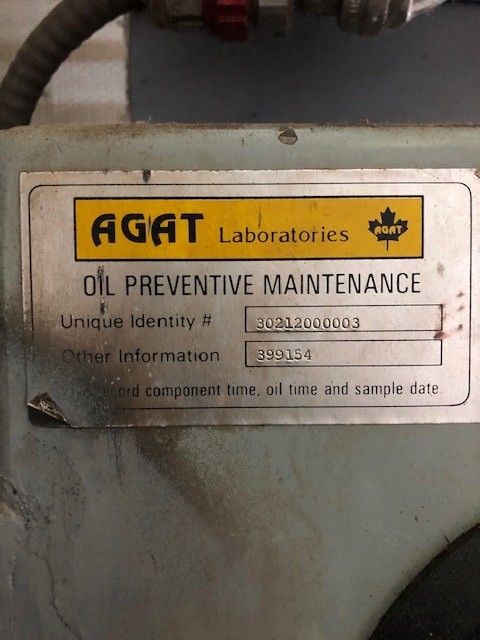 AGAT Laboratories AGAT
OIL PREVENTIVE MAINTENANCE
Unique Identity # 30212000003
Other Information 399154
component time, oil time and sample date.